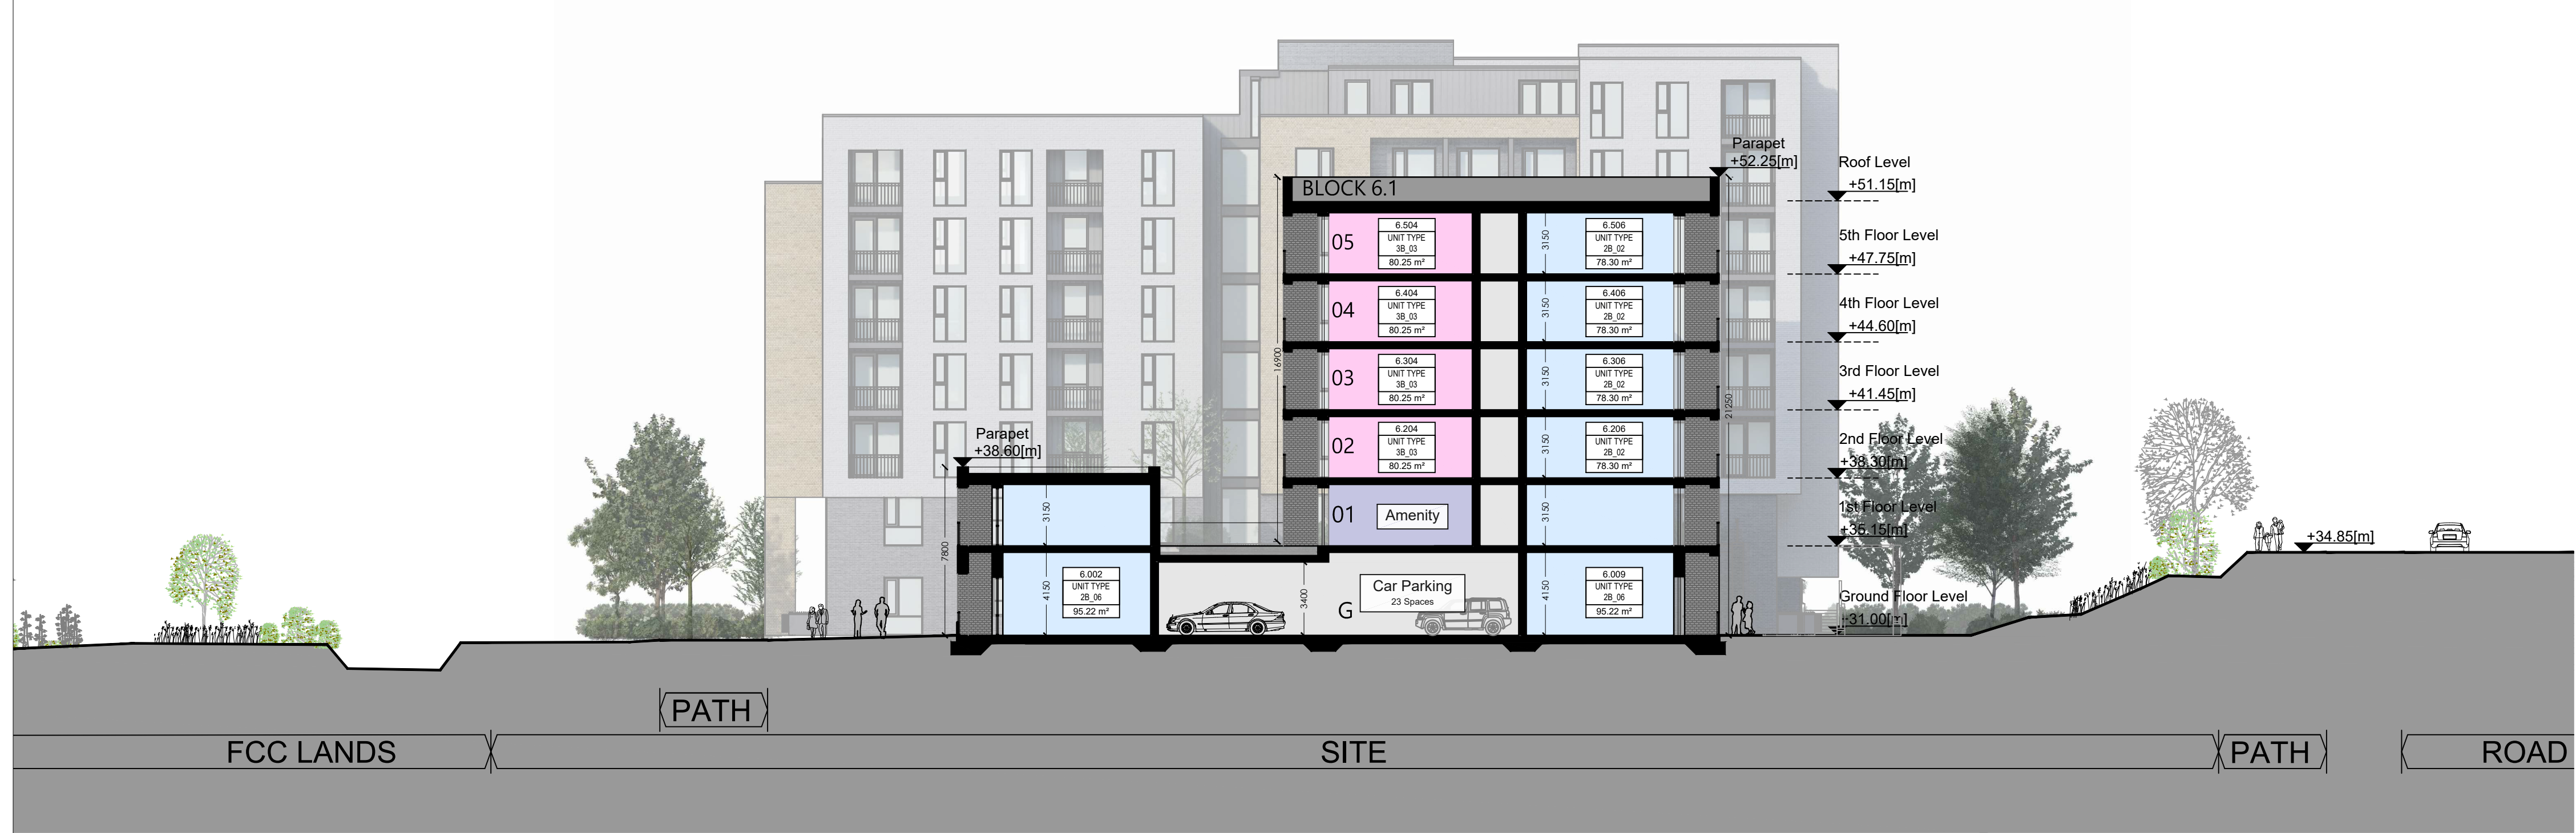 Parapet
+52.25[m]
BLOCK 6.1
Roof Level
+51.15[m]
05
6.504
UNIT TYPE
3B_03
80.25 m²
3150
6.506
UNIT TYPE
2B_02
78.30 m²
5th Floor Level
+47.75[m]
04
6.404
UNIT TYPE
3B_03
80.25 m²
3150
6.406
UNIT TYPE
2B_02
78.30 m²
4th Floor Level
+44.60[m]
16900
03
6.304
UNIT TYPE
3B_03
80.25 m²
3150
6.306
UNIT TYPE
2B_02
78.30 m²
21250
3rd Floor Level
+41.45[m]
Parapet
+38.60[m]
02
6.204
UNIT TYPE
3B_03
80.25 m²
3150
6.206
UNIT TYPE
2B_02
78.30 m²
2nd Floor Level
+38.30[m]
7800
3150
01
Amenity
3150
1st Floor Level
+35.15[m]
+34.85[m]
4150
6.002
UNIT TYPE
2B_06
95.22 m²
3400
G
Car Parking
23 Spaces
4150
6.009
UNIT TYPE
2B_06
95.22 m²
Ground Floor Level
+31.00[m]
PATH
FCC LANDS
SITE
PATH
ROAD